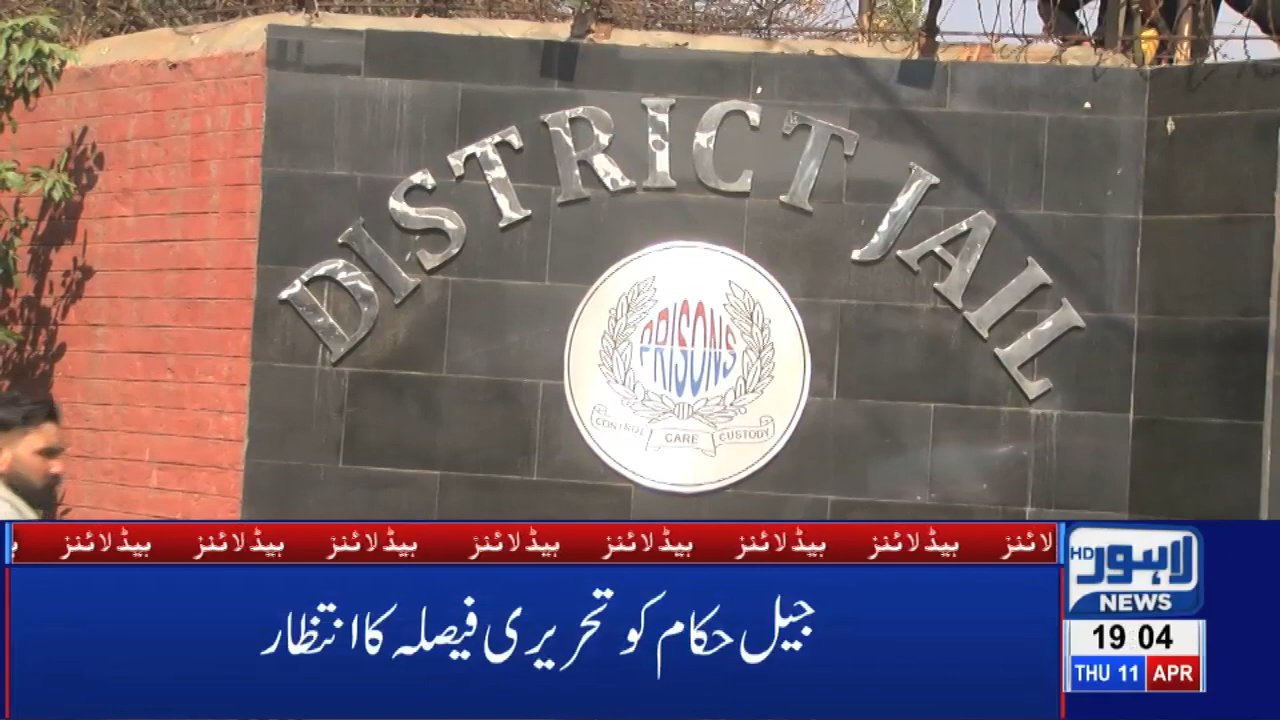 DISTRICT JAIL
PRISONS
CONTROL CARE CUSTODY
ہیڈلائنز ہیڈلائنز ہیڈلائنز ہیڈلائنز ہیڈلائنز ہیڈلائنز ہیڈلائنز لائنز
جیل حکام کو تحریری فیصلہ کا انتظار
لاہور HD
NEWS
19 04
THU 11 APR